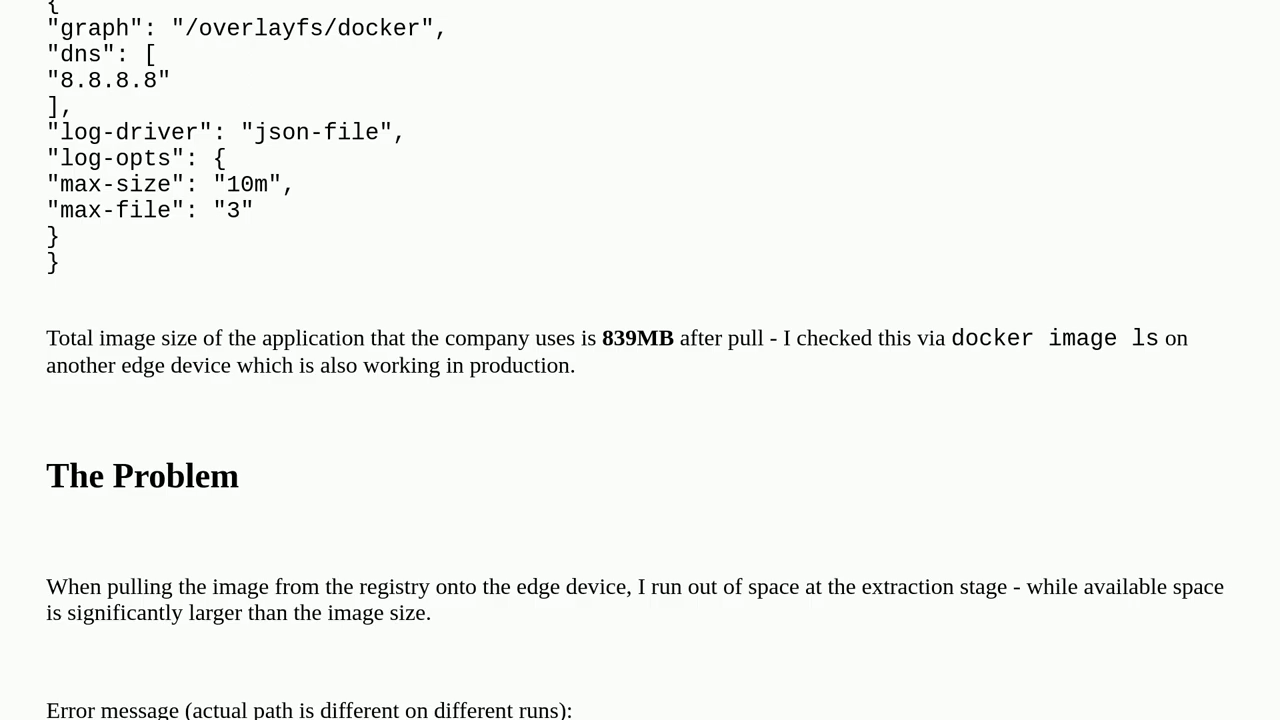 {
"graph": "/overlayfs/docker",
"dns": [
"8.8.8.8"
],
"log-driver": "json-file",
"log-opts": {
"max-size": "10m",
"max-file": "3"
}
}
Total image size of the application that the company uses is 839MB after pull - I checked this via docker image ls on
another edge device which is also working in production.
The Problem
When pulling the image from the registry onto the edge device, I run out of space at the extraction stage - while available space
is significantly larger than the image size.
Error message (actual path is different on different runs):